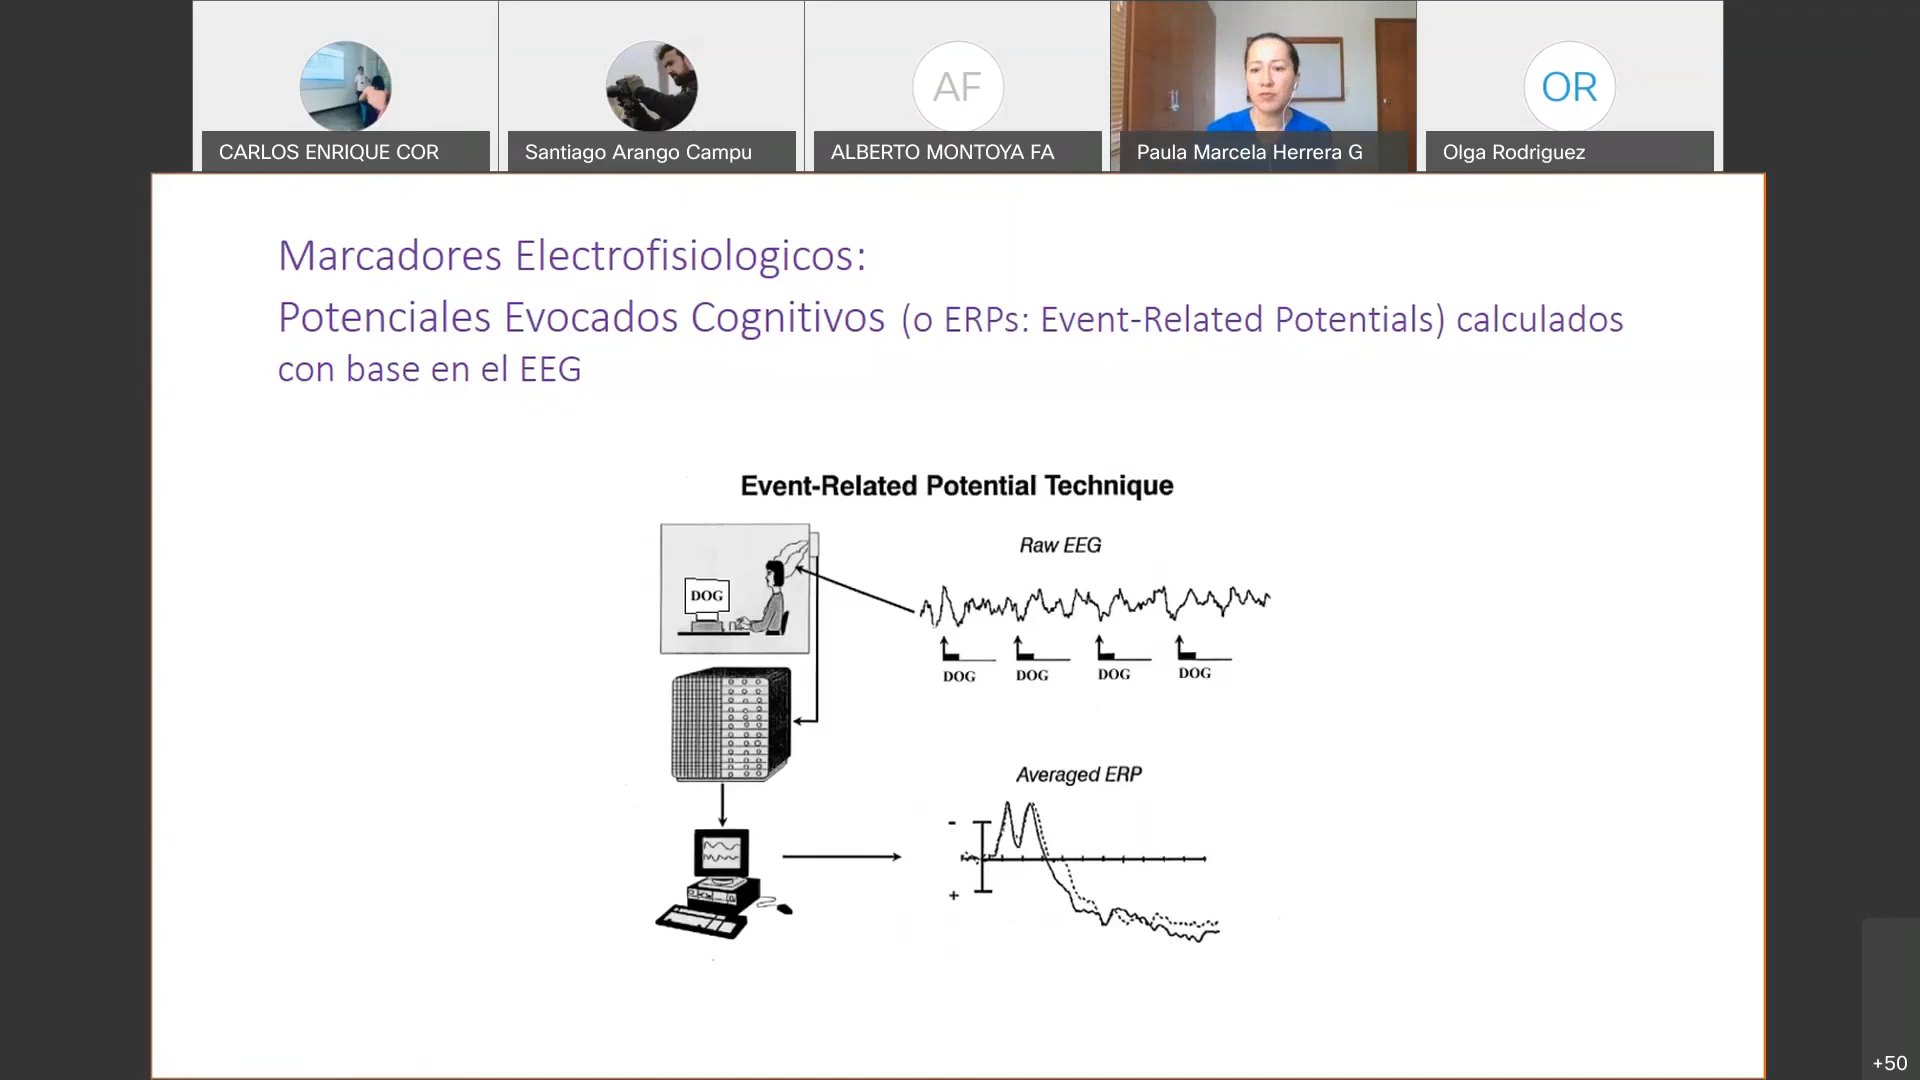 CARLOS ENRIQUE COR
Santiago Arango Campu
AF
ALBERTO MONTOYA FA
Paula Marcela Herrera G
OR
Olga Rodriguez
Marcadores Electrofisiologicos:
Potenciales Evocados Cognitivos (o ERPs: Event-Related Potentials) calculados
con base en el EEG
Event-Related Potential Technique
DOG
Raw EEG
DOG DOG DOG DOG
Averaged ERP
-
+
+50